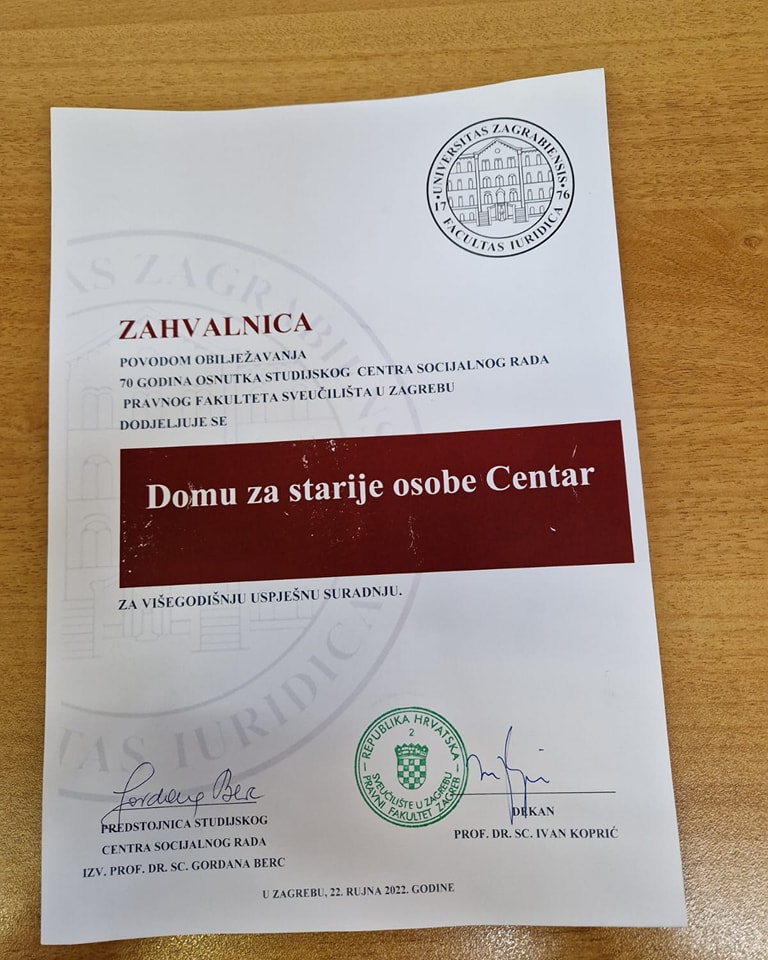 UNIVERSITAS ZAGRABIENSIS
17 76
FACULTAS IURIDICA
ZAHVALNICA
POVODOM OBILJEŽAVANJA
70 GODINA OSNUTKA STUDIJSKOG CENTRA SOCIJALNOG RADA
PRAVNOG FAKULTETA SVEUČILIŠTA U ZAGREBU
DODJELJUJE SE
Domu za starije osobe Centar
ZA VIŠEGODIŠNJU USPJEŠNU SURADNJU.
REPUBLIKA HRVATSKA
2
SVEUČILIŠTE U ZAGREBU
PRAVNI FAKULTET ZAGREB
Gordana Berc
PREDSTOJNICA STUDIJSKOG
CENTRA SOCIJALNOG RADA
IZV. PROF. DR. SC. GORDANA BERC
DEKAN
PROF. DR. SC. IVAN KOPRIĆ
U ZAGREBU, 22. RUJNA 2022. GODINE